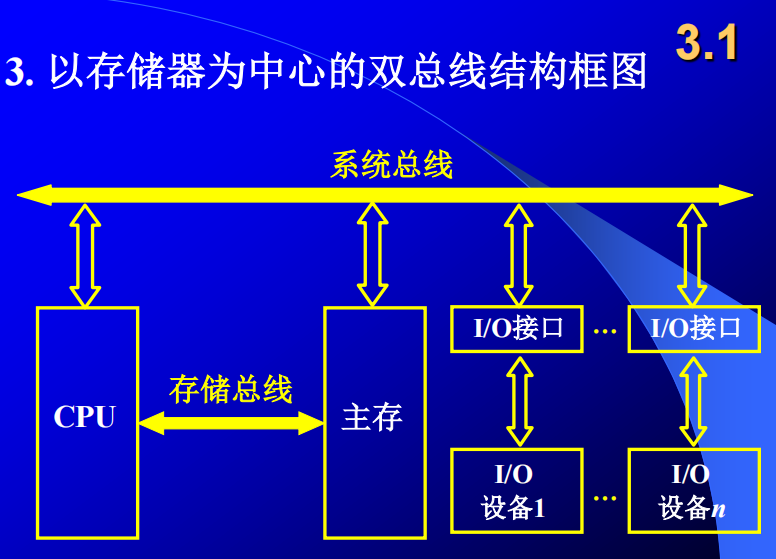 3.1
3. 以存储器为中心的双总线结构框图
系统总线
I/O接口 … I/O接口
存储总线
CPU
主存
I/O
设备1
…
I/O
设备n